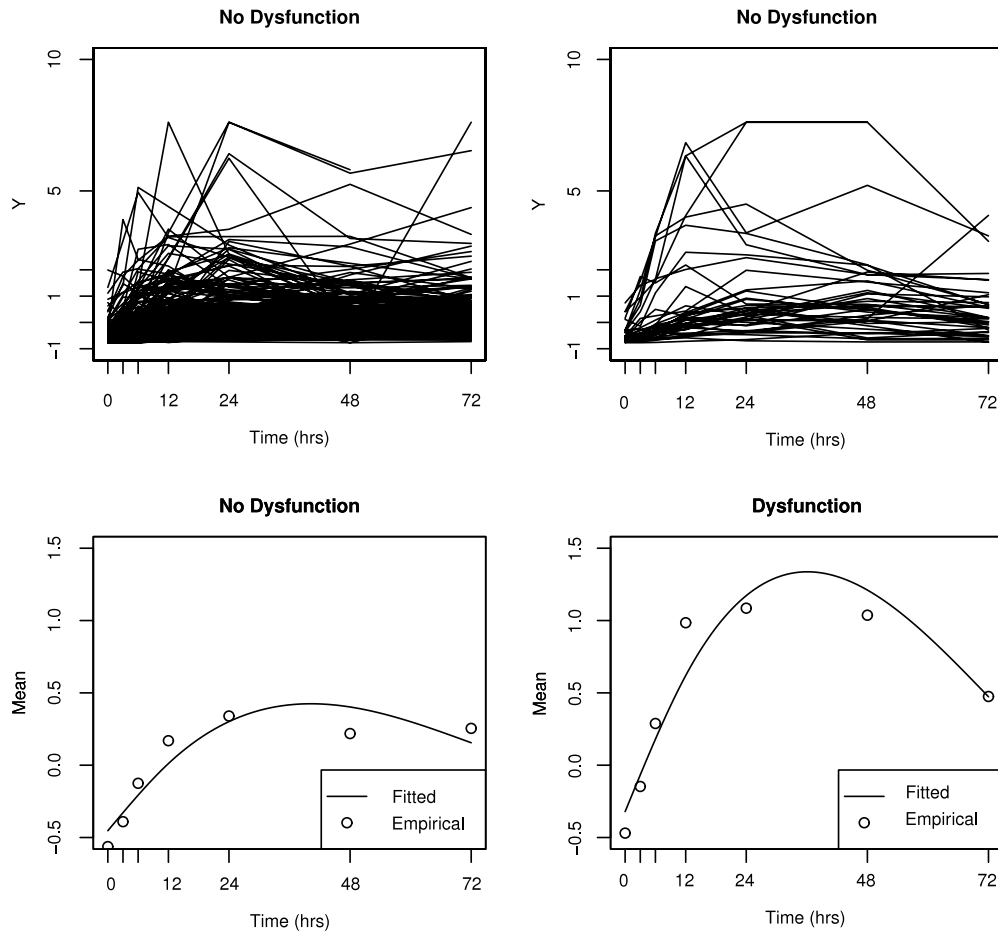 No Dysfunction
Y
10
5
1
−1
0 12 24 48 72
Time (hrs)
No Dysfunction
Y
10
5
1
−1
0 12 24 48 72
Time (hrs)
No Dysfunction
Mean
1.5
1.0
0.5
0.0
−0.5
Fitted
Empirical
0 12 24 48 72
Time (hrs)
Dysfunction
Mean
1.5
1.0
0.5
0.0
−0.5
Fitted
Empirical
0 12 24 48 72
Time (hrs)